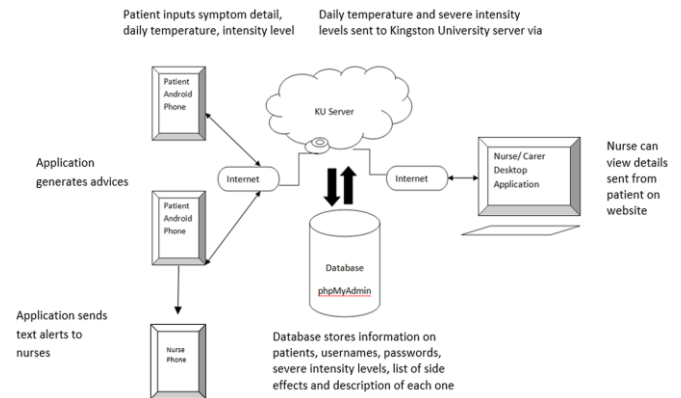 Patient inputs symptom detail,
daily temperature, intensity level
Daily temperature and severe intensity
levels sent to Kingston University server via
Patient
Android
Phone
KU Server
Application
generates advices
Internet
Internet
Nurse/ Carer
Desktop
Application
Nurse can
view details
sent from
patient on
website
Patient
Android
Phone
Database
phpMyAdmin
Application sends
text alerts to
nurses
Nurse
Phone
Database stores information on
patients, usernames, passwords,
severe intensity levels, list of side
effects and description of each one